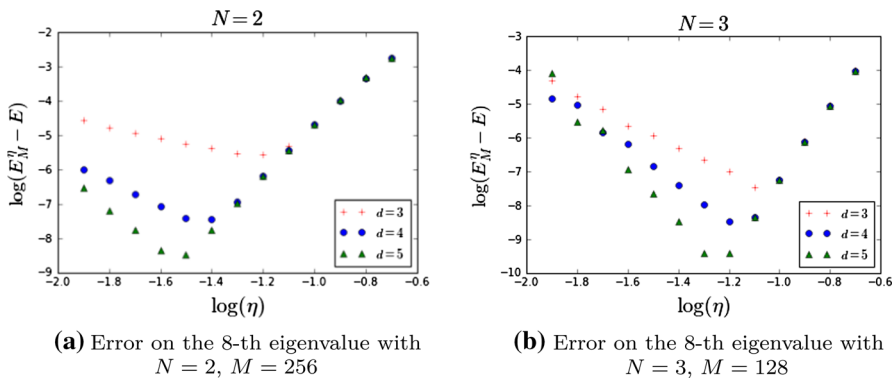 N = 2
−2
−3
−4
−5
−6
−7
−8
−9
log(E_M^η − E)
−2.0 −1.8 −1.6 −1.4 −1.2 −1.0 −0.8 −0.6
log(η)
d=3
d=4
d=5
(a) Error on the 8-th eigenvalue with
N = 2, M = 256
N = 3
−3
−4
−5
−6
−7
−8
−9
−10
log(E_M^η − E)
−2.0 −1.8 −1.6 −1.4 −1.2 −1.0 −0.8 −0.6
log(η)
d=3
d=4
d=5
(b) Error on the 8-th eigenvalue with
N = 3, M = 128